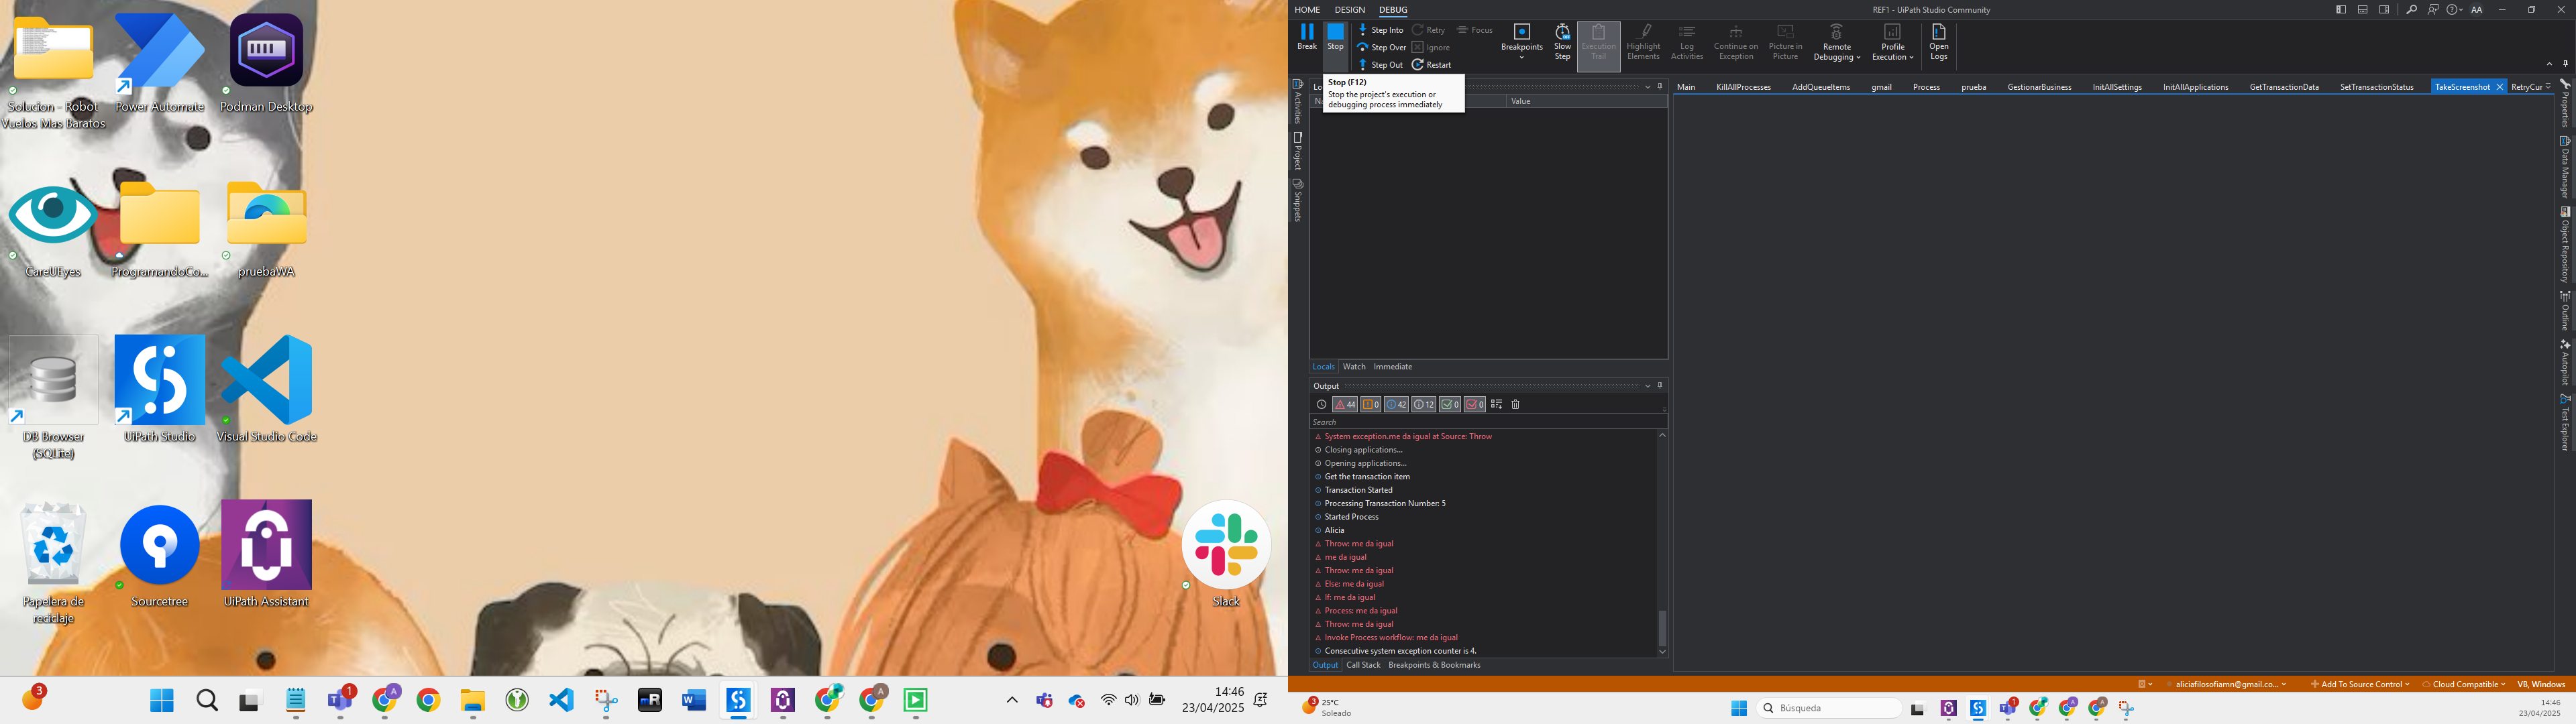 Solucion - Robot
Vuelos Mas Baratos
Power Automate
Podman Desktop
CareUEyes
ProgramandoCo...
pruebaWA
DB Browser
(SQLite)
UiPath Studio
Visual Studio Code
Papelera de
reciclaje
Sourcetree
UiPath Assistant
Slack
3
1
A
A
14:46
23/04/2025
HOME DESIGN DEBUG
REF1 - UiPath Studio Community
AA
Break
Stop
Step Into
Step Over
Step Out
Retry
Ignore
Restart
Focus
Breakpoints
Slow
Step
Execution
Trail
Highlight
Elements
Log
Activities
Continue on
Exception
Picture in
Picture
Remote
Debugging
Profile
Execution
Open
Logs
Stop (F12)
Stop the project's execution or
debugging process immediately
Lo
Na
Value
Activities
Project
Snippets
Main KillAllProcesses AddQueueItems gmail Process prueba GestionarBusiness InitAllSettings InitAllApplications GetTransactionData SetTransactionStatus TakeScreenshot RetryCur
Properties
Data Manager
Object Repository
Outline
Autopilot
Test Explorer
Locals Watch Immediate
Output
44 0 42 12 0 0
Search
System exception.me da igual at Source: Throw
Closing applications...
Opening applications...
Get the transaction item
Transaction Started
Processing Transaction Number: 5
Started Process
Alicia
Throw: me da igual
me da igual
Throw: me da igual
Else: me da igual
If: me da igual
Process: me da igual
Throw: me da igual
Invoke Process workflow: me da igual
Consecutive system exception counter is 4.
Output Call Stack Breakpoints & Bookmarks
aliciafilosofiamn@gmail.co...
Add To Source Control
Cloud Compatible
VB, Windows
3
25°C
Soleado
Búsqueda
1
14:46
23/04/2025